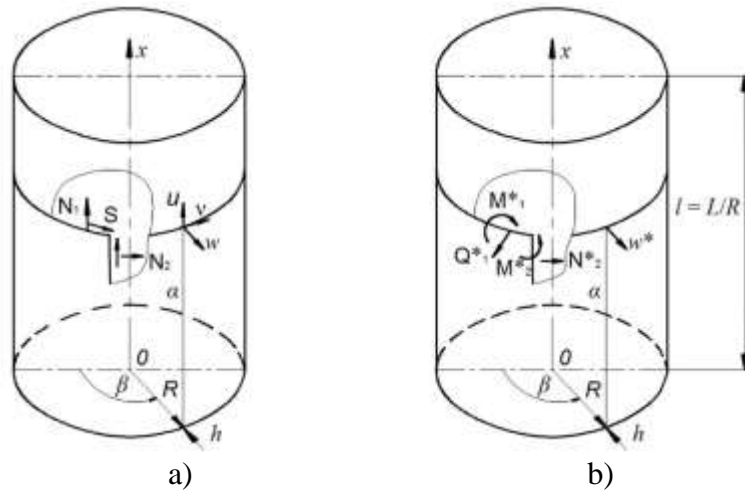 x
N₁
S
u
v
w
N₂
α
0
β
R
h
a)
x
M*₁
Q*₁
M*₂
N*₂
w*
α
l = L/R
0
β
R
h
b)